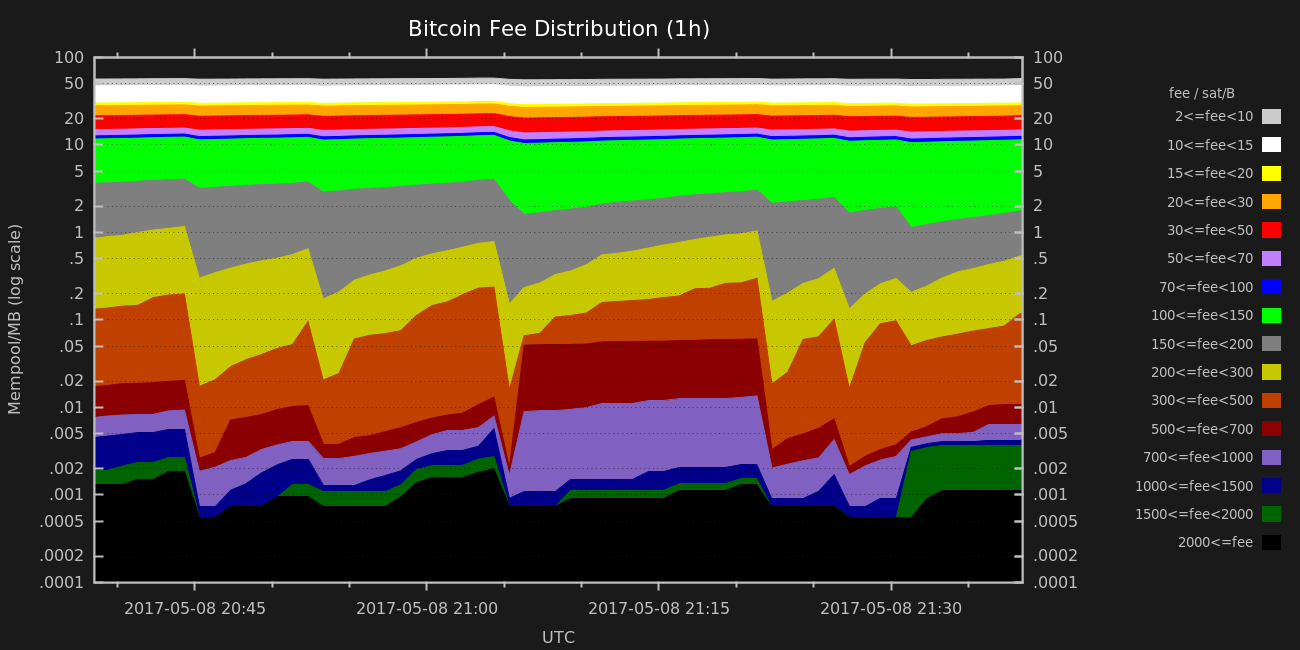 Bitcoin Fee Distribution (1h)
Mempool/MB (log scale)
100
50
20
10
5
2
1
.5
.2
.1
.05
.02
.01
.005
.002
.001
.0005
.0002
.0001
100
50
20
10
5
2
1
.5
.2
.1
.05
.02
.01
.005
.002
.001
.0005
.0002
.0001
fee / sat/B
2<=fee<10
10<=fee<15
15<=fee<20
20<=fee<30
30<=fee<50
50<=fee<70
70<=fee<100
100<=fee<150
150<=fee<200
200<=fee<300
300<=fee<500
500<=fee<700
700<=fee<1000
1000<=fee<1500
1500<=fee<2000
2000<=fee
2017-05-08 20:45 2017-05-08 21:00 2017-05-08 21:15 2017-05-08 21:30
UTC